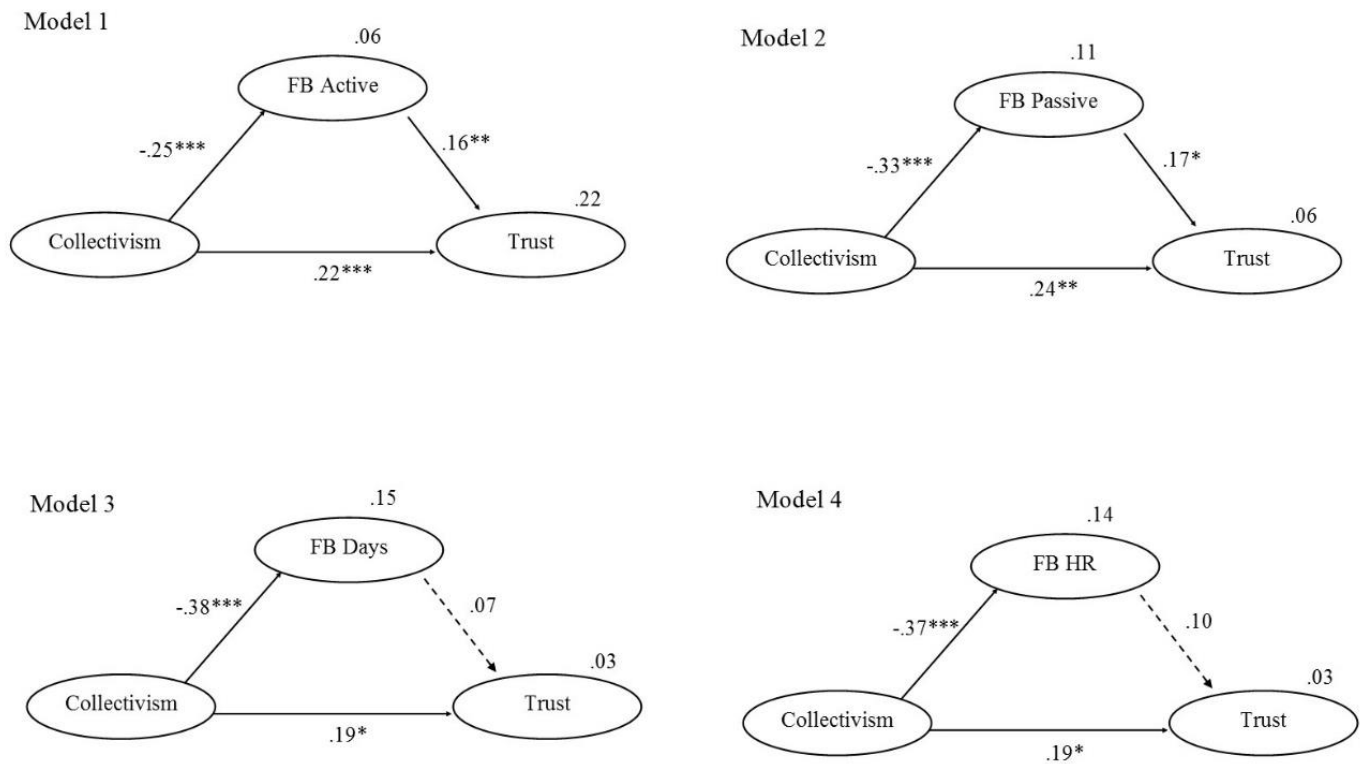 Model 1
.06
FB Active
-.25***
.16**
.22
Collectivism
Trust
.22***
Model 2
.11
FB Passive
-.33***
.17*
.06
Collectivism
Trust
.24**
Model 3
.15
FB Days
-.38***
.07
.03
Collectivism
Trust
.19*
Model 4
.14
FB HR
-.37***
.10
.03
Collectivism
Trust
.19*